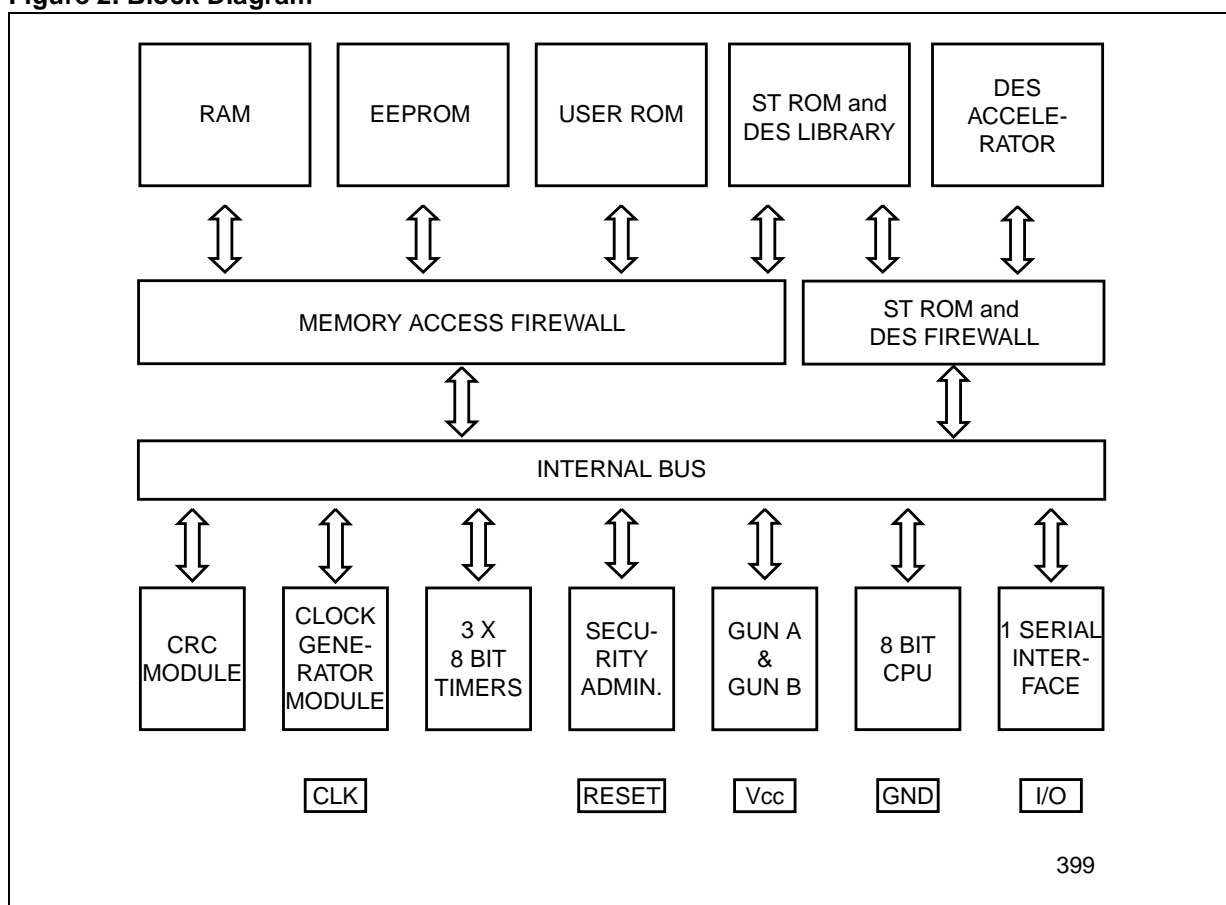 Figure 2. Block Diagram
RAM
EEPROM
USER ROM
ST ROM and
DES LIBRARY
DES
ACCELE-
RATOR
MEMORY ACCESS FIREWALL
ST ROM and
DES FIREWALL
INTERNAL BUS
CRC
MODULE
CLOCK
GENE-
RATOR
MODULE
3 X
8 BIT
TIMERS
SECU-
RITY
ADMIN.
GUN A
&
GUN B
8 BIT
CPU
1 SERIAL
INTER-
FACE
CLK
RESET
Vcc
GND
I/O
399